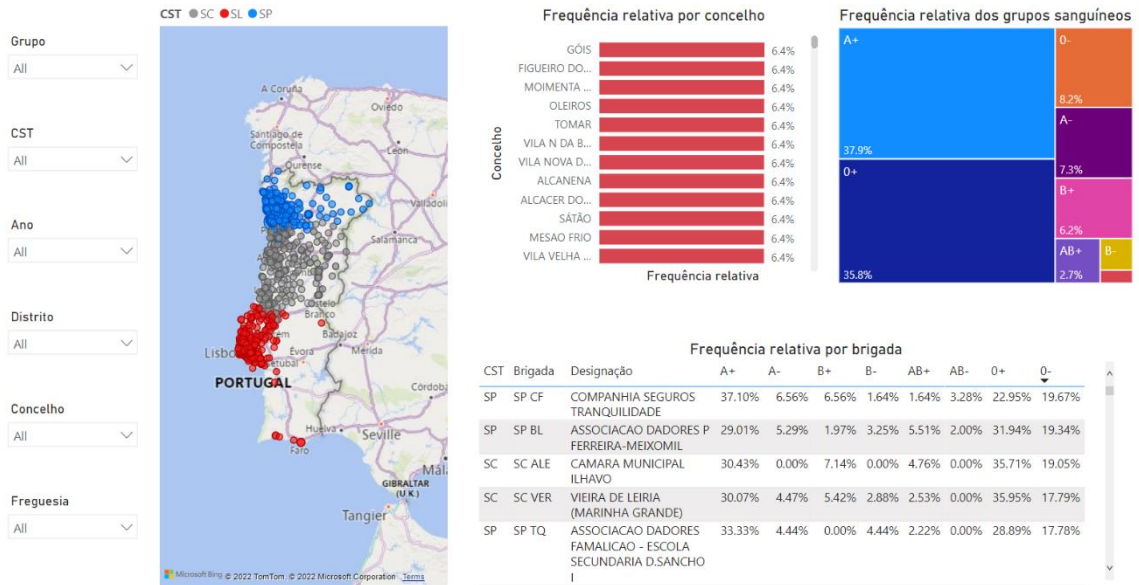 CST SC SL SP
Grupo
All
CST
All
Ano
All
Distrito
All
Concelho
All
Freguesia
All
A Coruña
Oviedo
Santiago de
Compostela
Leon
Ourense
Valladoli
Salamanca
Castelo
Branco
Badajoz
Lisbo
Évora
Merida
etubal
PORTUGAL
Córdoba
Huelva
Seville
Faro
Mála
GIBRALTAR
(U.K.)
Tangier
Microsoft Bing © 2022 TomTom, © 2022 Microsoft Corporation Terms
Frequência relativa por concelho
Concelho
GÓIS 6.4%
FIGUEIRO DO... 6.4%
MOIMENTA ... 6.4%
OLEIROS 6.4%
TOMAR 6.4%
VILA N DA B... 6.4%
VILA NOVA D... 6.4%
ALCANENA 6.4%
ALCACER DO... 6.4%
SÁTÃO 6.4%
MESAO FRIO 6.4%
VILA VELHA ... 6.4%
Frequência relativa
Frequência relativa dos grupos sanguíneos
A+
37.9%
0+
35.8%
0-
8.2%
A-
7.3%
B+
6.2%
AB+
2.7%
B-
Frequência relativa por brigada
CST Brigada Designação A+ A- B+ B- AB+ AB- 0+ 0-
SP SP CF COMPANHIA SEGUROS 37.10% 6.56% 6.56% 1.64% 1.64% 3.28% 22.95% 19.67%
TRANQUILIDADE
SP SP BL ASSOCIACAO DADORES P 29.01% 5.29% 1.97% 3.25% 5.51% 2.00% 31.94% 19.34%
FERREIRA-MEIXOMIL
SC SC ALE CAMARA MUNICIPAL 30.43% 0.00% 7.14% 0.00% 4.76% 0.00% 35.71% 19.05%
ILHAVO
SC SC VER VIEIRA DE LEIRIA 30.07% 4.47% 5.42% 2.88% 2.53% 0.00% 35.95% 17.79%
(MARINHA GRANDE)
SP SP TQ ASSOCIACAO DADORES 33.33% 4.44% 0.00% 4.44% 2.22% 0.00% 28.89% 17.78%
FAMALICAO - ESCOLA
SECUNDARIA D.SANCHO
I